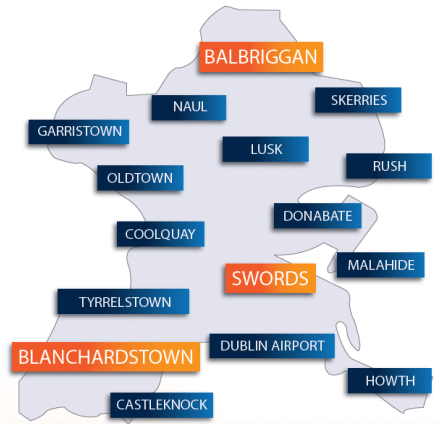 BALBRIGGAN
SKERRIES
NAUL
GARRISTOWN
LUSK
RUSH
OLDTOWN
DONABATE
COOLQUAY
MALAHIDE
SWORDS
TYRRELSTOWN
DUBLIN AIRPORT
BLANCHARDSTOWN
HOWTH
CASTLEKNOCK